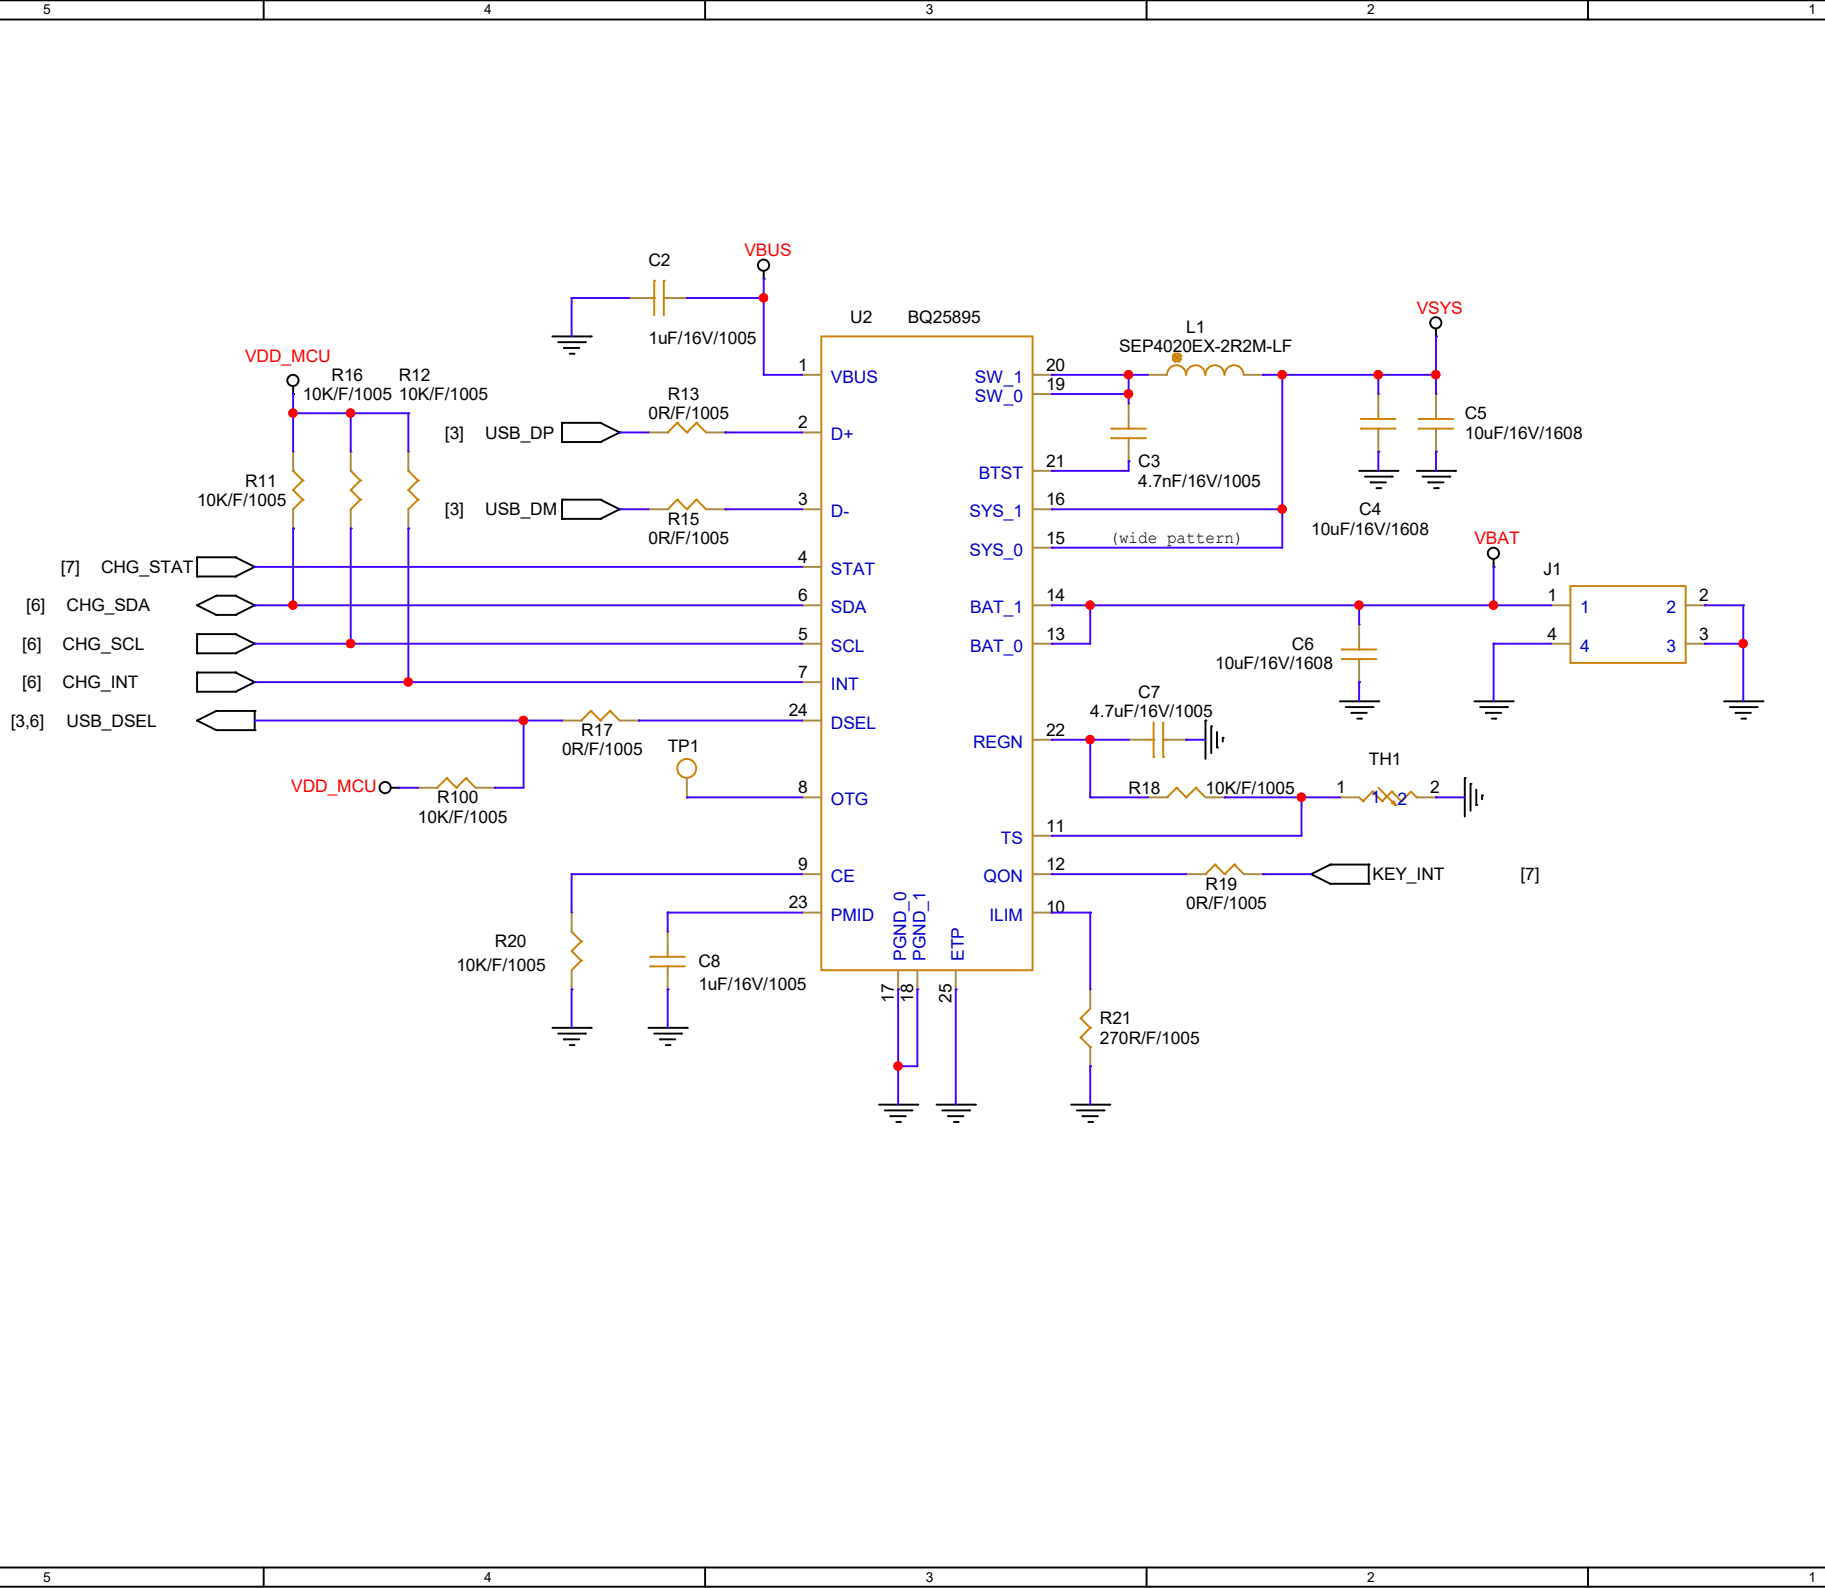 5 4 3 2 1
VBUS
C2
1uF/16V/1005
U2 BQ25895
VSYS
L1
SEP4020EX-2R2M-LF
VDD_MCU
R16 R12
10K/F/1005 10K/F/1005
R11
10K/F/1005
R13
0R/F/1005
[3] USB_DP
[3] USB_DM
R15
0R/F/1005
1 VBUS
2 D+
3 D-
[7] CHG_STAT 4 STAT
[6] CHG_SDA 6 SDA
[6] CHG_SCL 5 SCL
[6] CHG_INT 7 INT
[3,6] USB_DSEL 24 DSEL
R17
0R/F/1005
TP1
VDD_MCU
R100
10K/F/1005
8 OTG
9 CE
23 PMID
R20
10K/F/1005
C8
1uF/16V/1005
SW_1 20
SW_0 19
BTST 21
C3
4.7nF/16V/1005
C5
10uF/16V/1608
C4
10uF/16V/1608
SYS_1 16
SYS_0 15
(wide pattern)
VBAT
J1
BAT_1 14
BAT_0 13
1 1 2 2
4 4 3 3
C6
10uF/16V/1608
C7
4.7uF/16V/1005
REGN 22
TH1
R18 10K/F/1005 1 1 2 2
TS 11
QON 12
R19
0R/F/1005
KEY_INT [7]
ILIM 10
PGND_0
PGND_1
ETP
17
18
25
R21
270R/F/1005
5 4 3 2 1